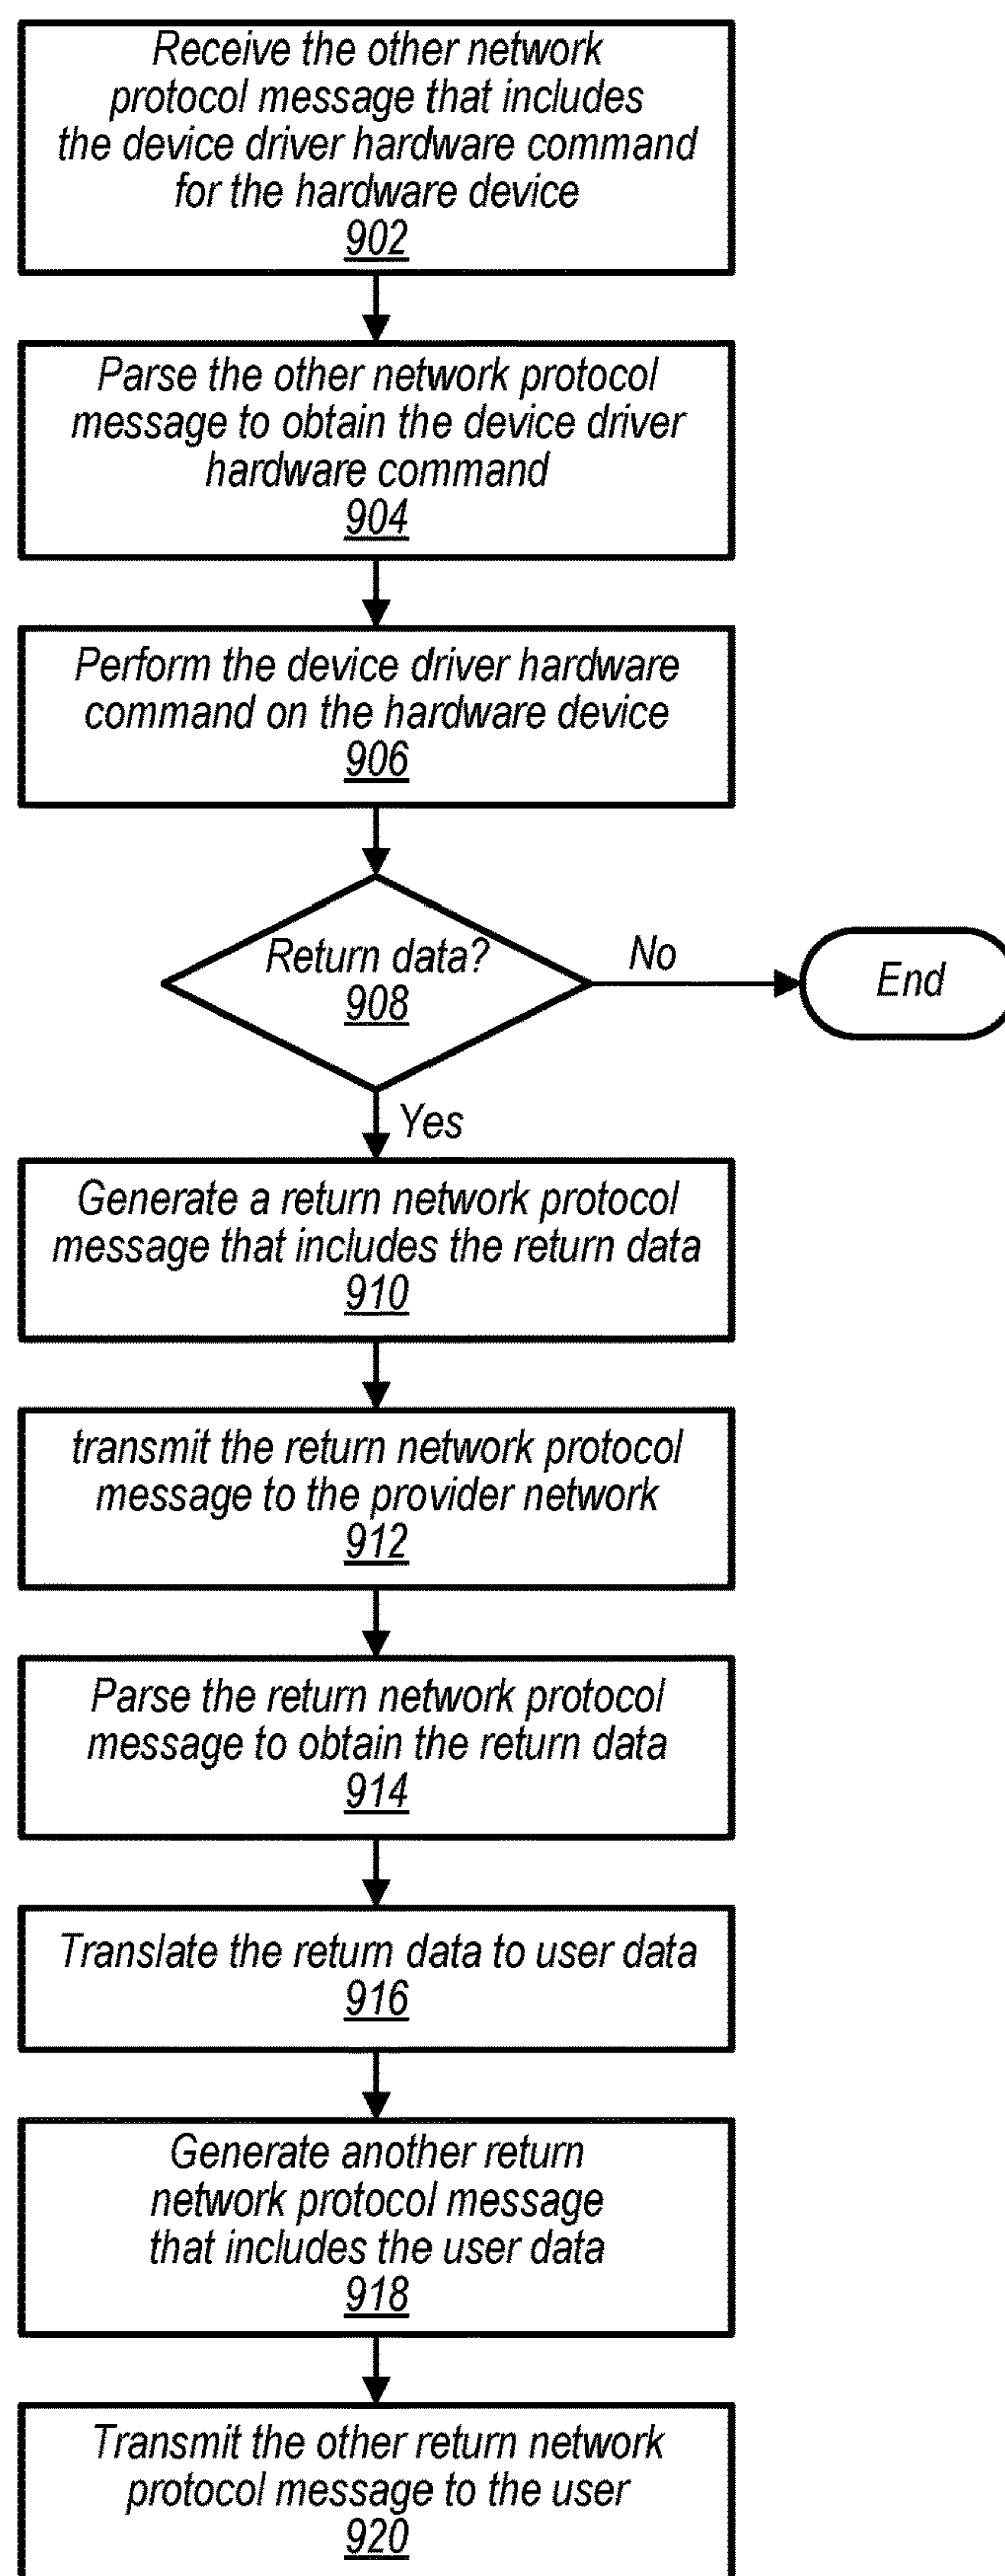 Receive the other network
protocol message that includes
the device driver hardware command
for the hardware device
902
Parse the other network protocol
message to obtain the device driver
hardware command
904
Perform the device driver hardware
command on the hardware device
906
Return data?
908
No
End
Yes
Generate a return network protocol
message that includes the return data
910
transmit the return network protocol
message to the provider network
912
Parse the return network protocol
message to obtain the return data
914
Translate the return data to user data
916
Generate another return
network protocol message
that includes the user data
918
Transmit the other return network
protocol message to the user
920